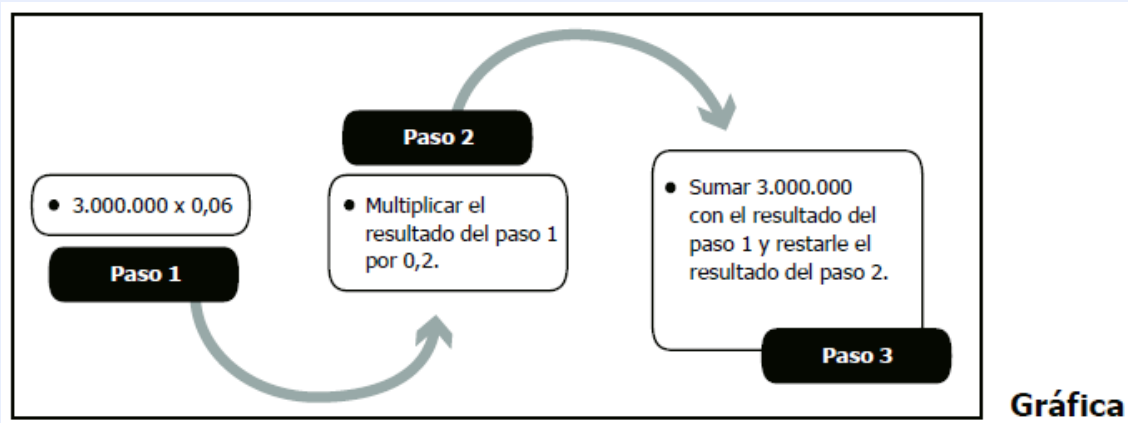 • 3.000.000 x 0,06
Paso 1
Paso 2
• Multiplicar el
resultado del paso 1
por 0,2.
• Sumar 3.000.000
con el resultado del
paso 1 y restarle el
resultado del paso 2.
Paso 3
Gráfica